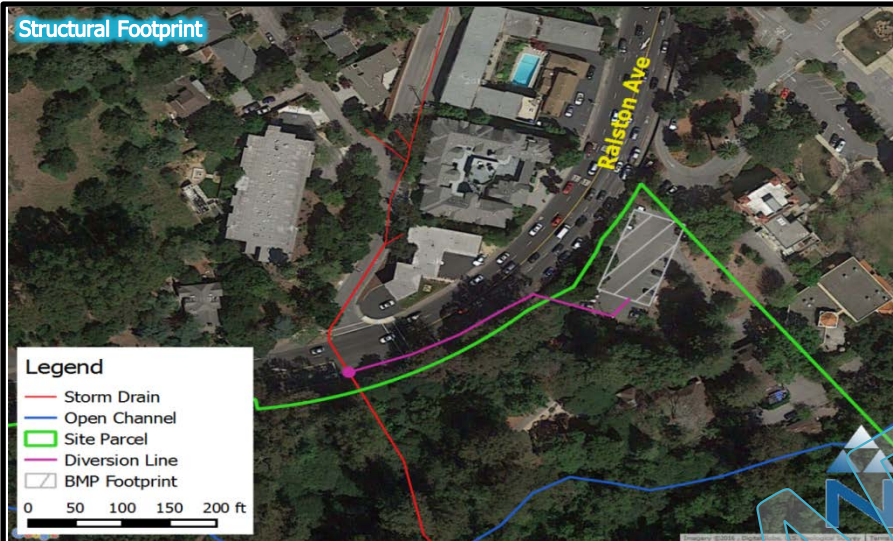 Structural Footprint
Ralston Ave
Legend
Storm Drain
Open Channel
Site Parcel
Diversion Line
BMP Footprint
0 50 100 150 200 ft